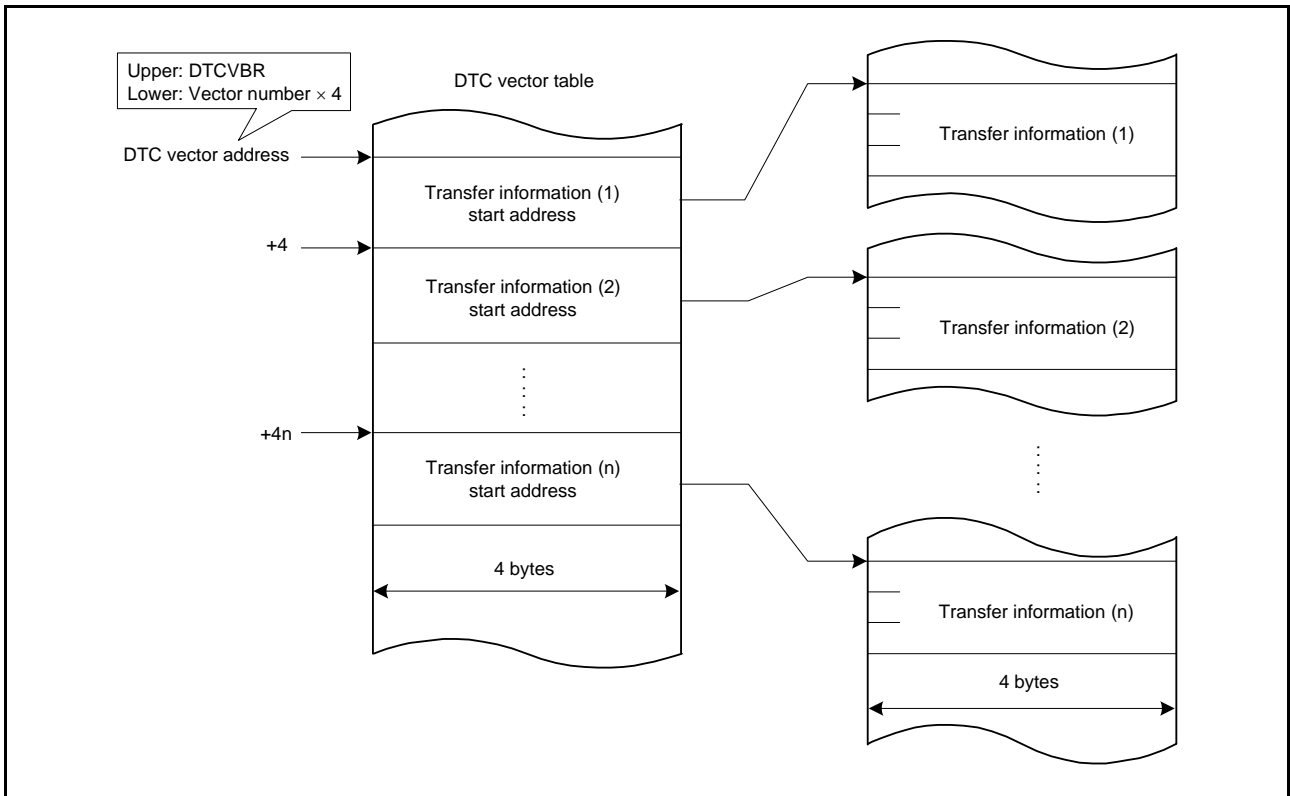 Upper: DTCVBR
Lower: Vector number × 4
DTC vector table
DTC vector address
Transfer information (1)
start address
+4
Transfer information (2)
start address
+4n
Transfer information (n)
start address
4 bytes
Transfer information (1)
Transfer information (2)
Transfer information (n)
4 bytes